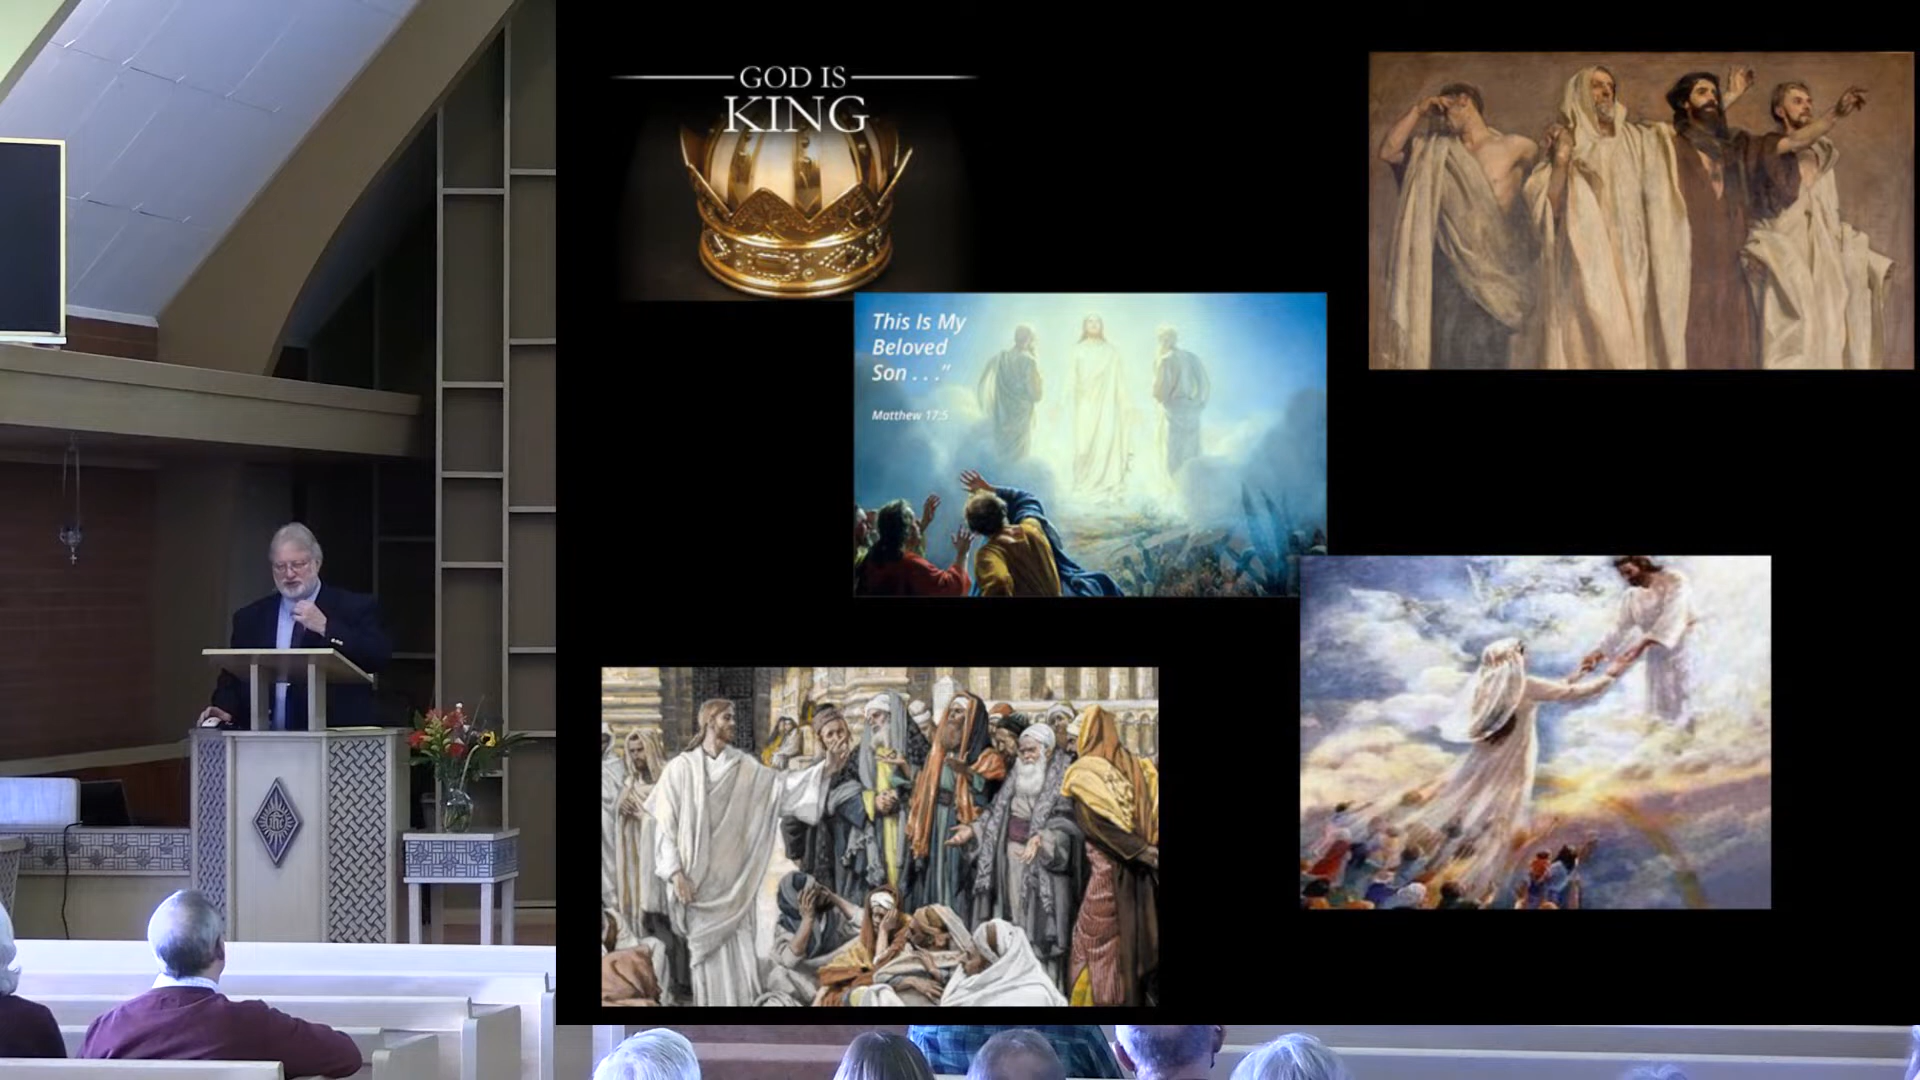 GOD IS
KING
This Is My
Beloved
Son . . .”
Matthew 17:5